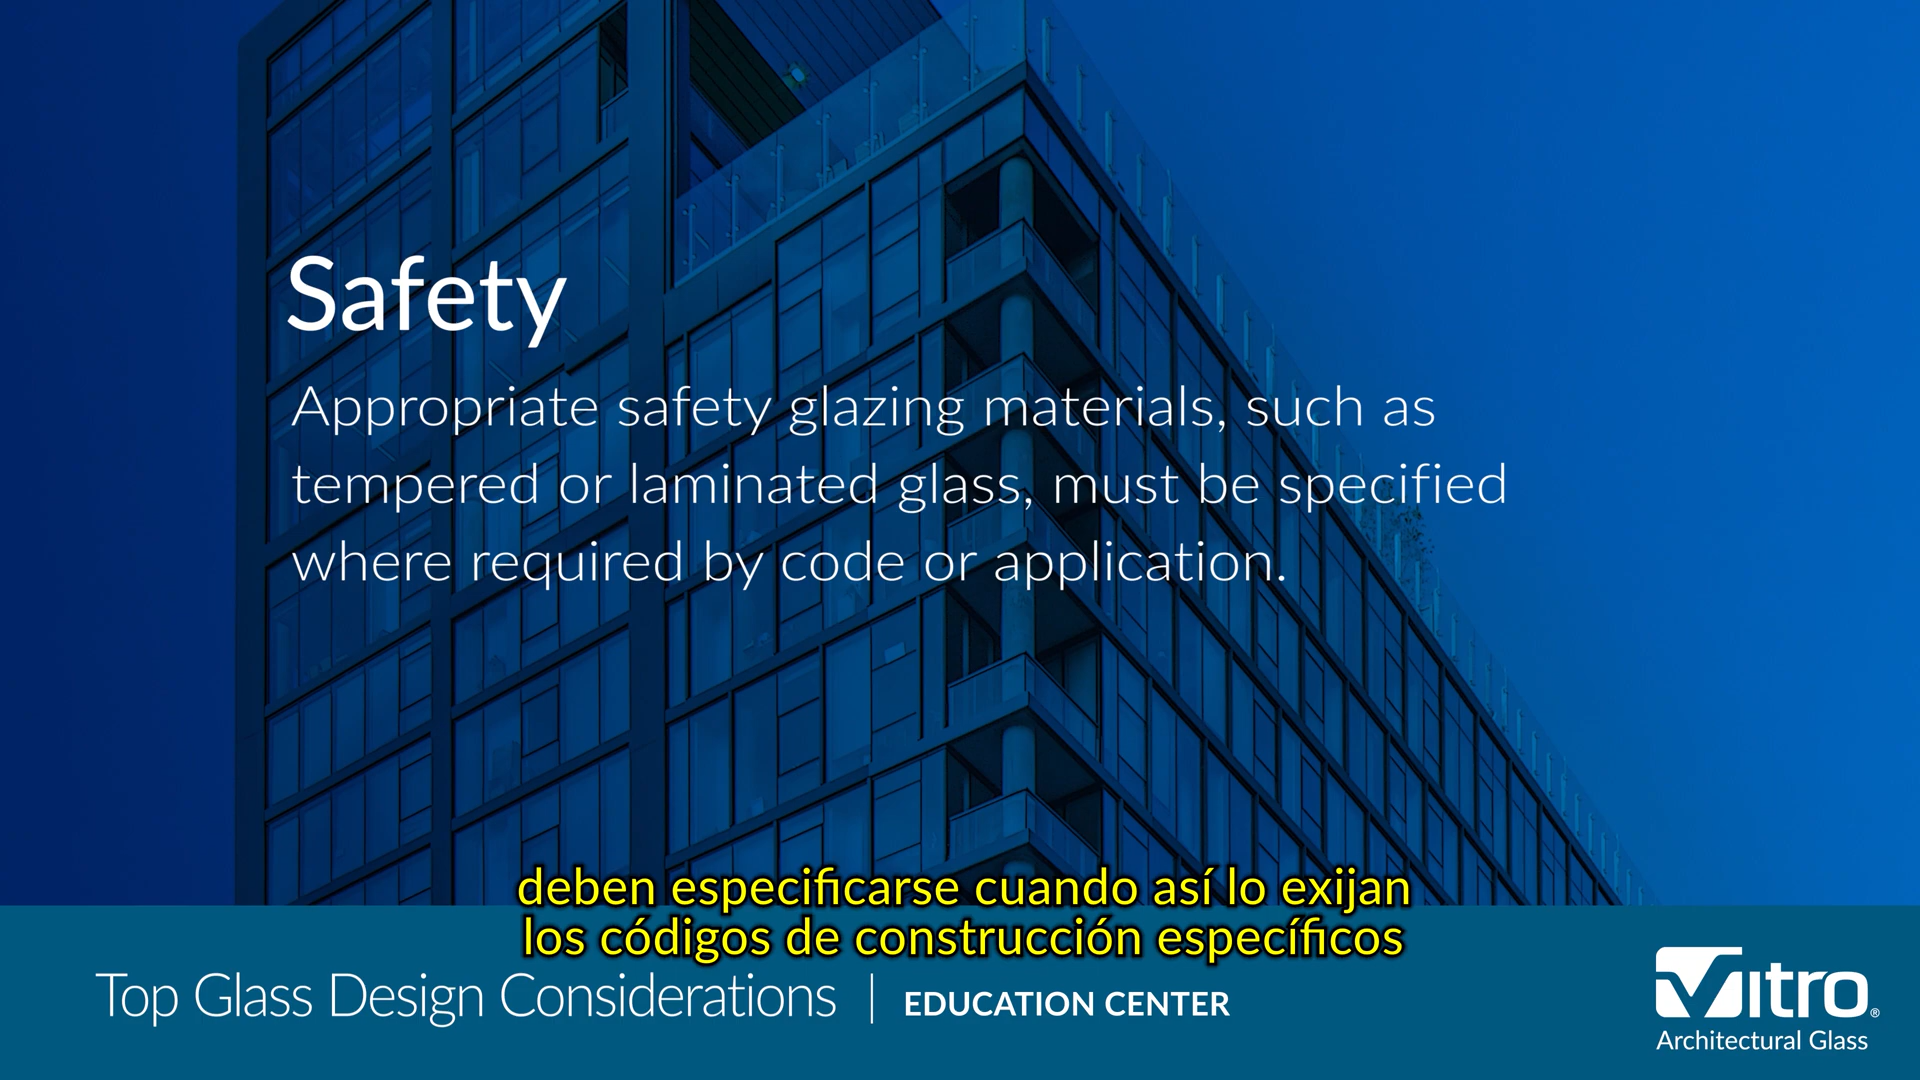 Safety
Appropriate safety glazing materials, such as
tempered or laminated glass, must be specified
where required by code or application.
deben especificarse cuando así lo exijan
los códigos de construcción específicos
Top Glass Design Considerations | EDUCATION CENTER
Vitro®
Architectural Glass